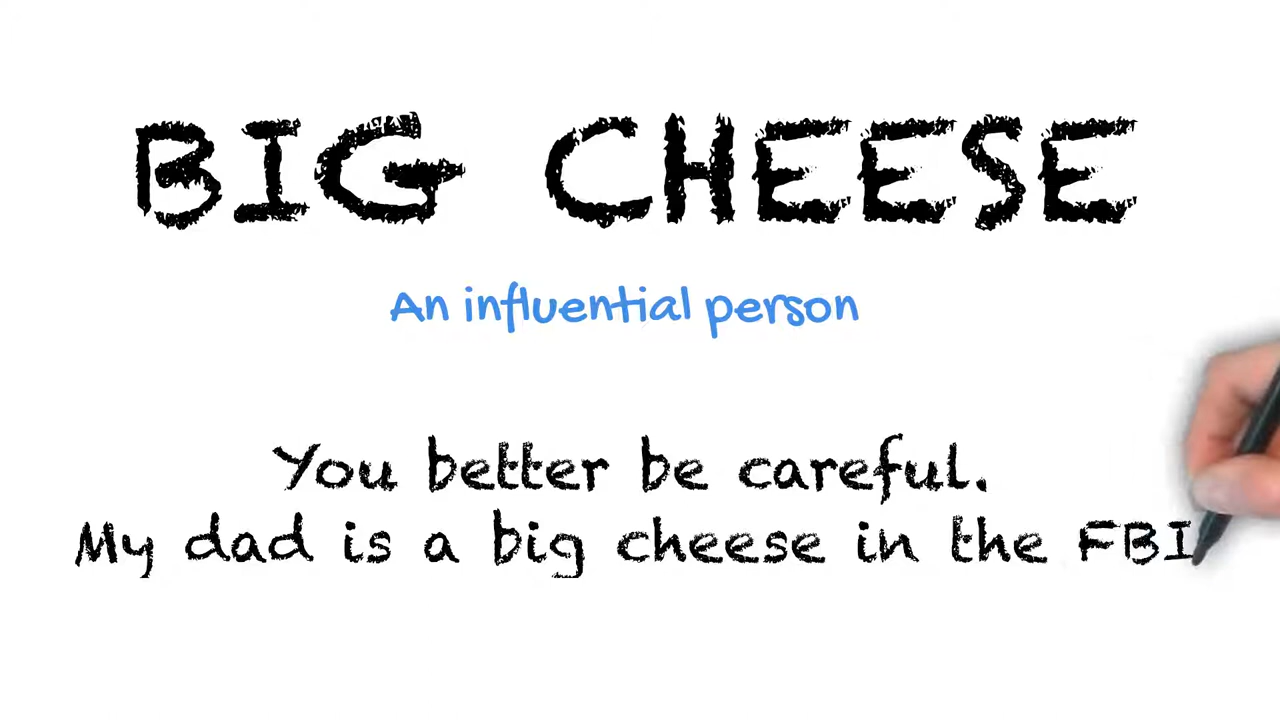 BIG CHEESE
An influential person
You better be careful.
My dad is a big cheese in the FBI